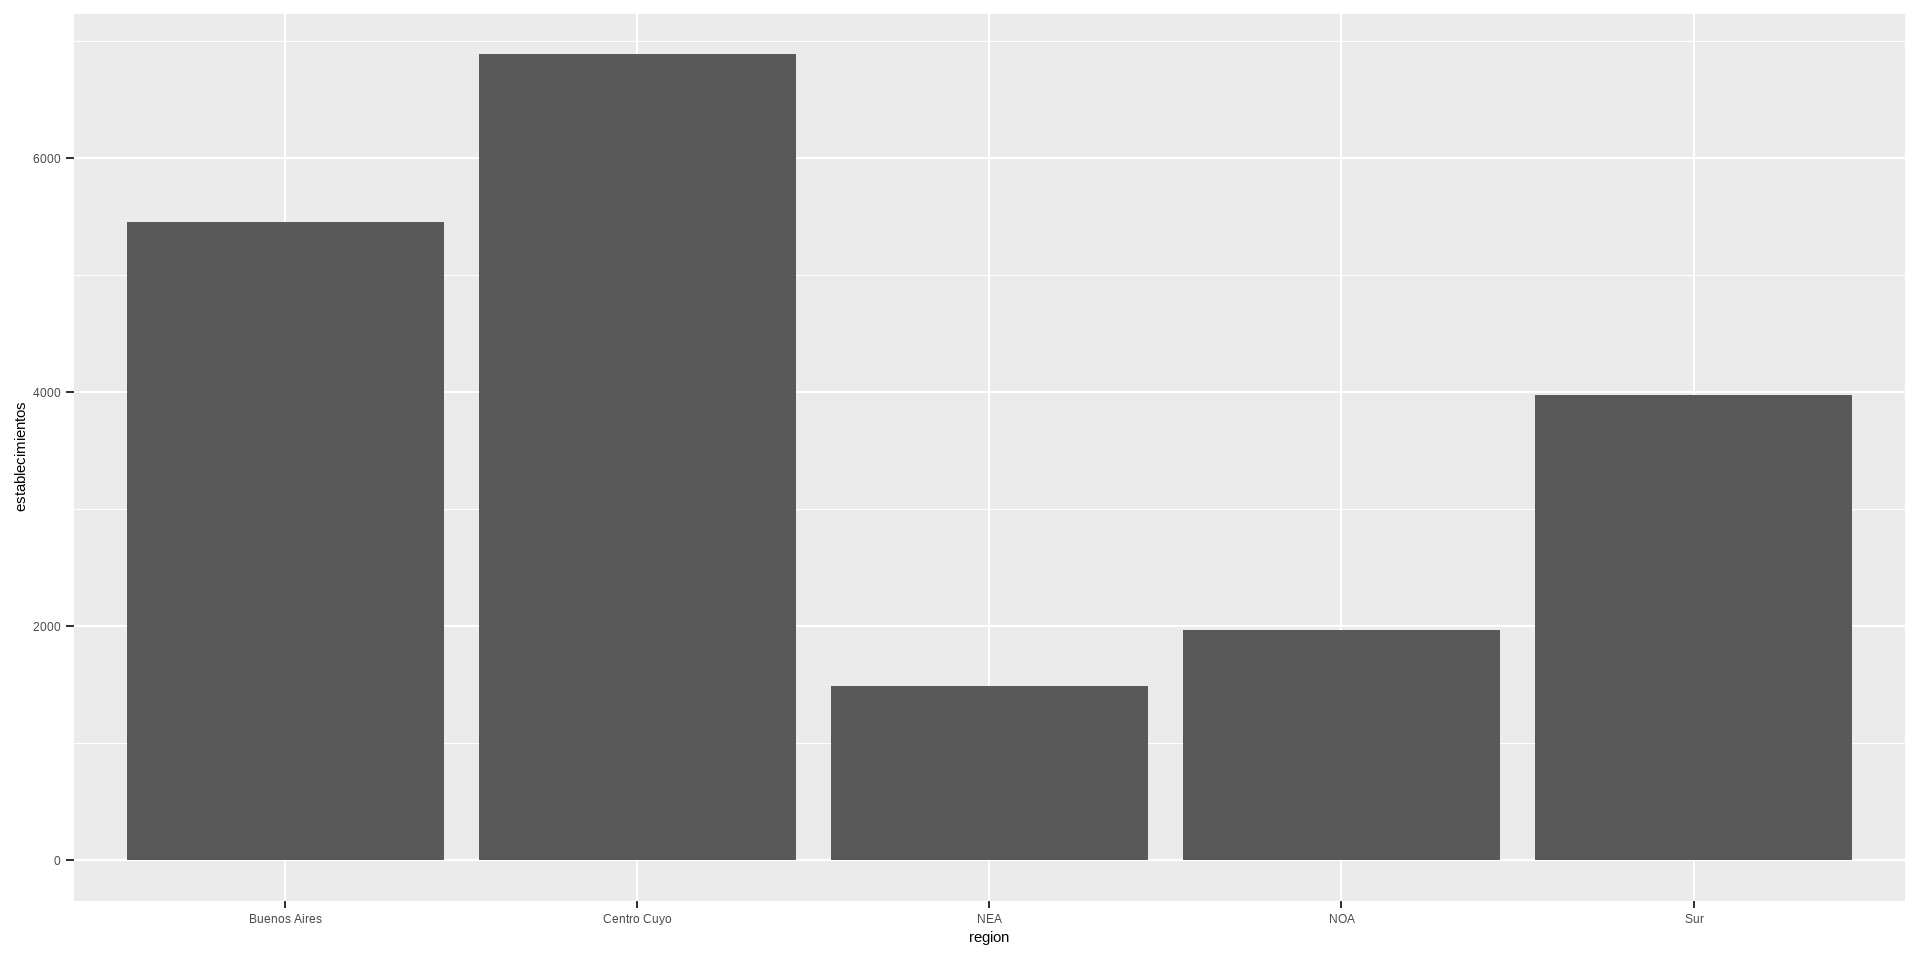 establecimientos
6000
4000
2000
0
Buenos Aires
Centro Cuyo
NEA
NOA
Sur
region